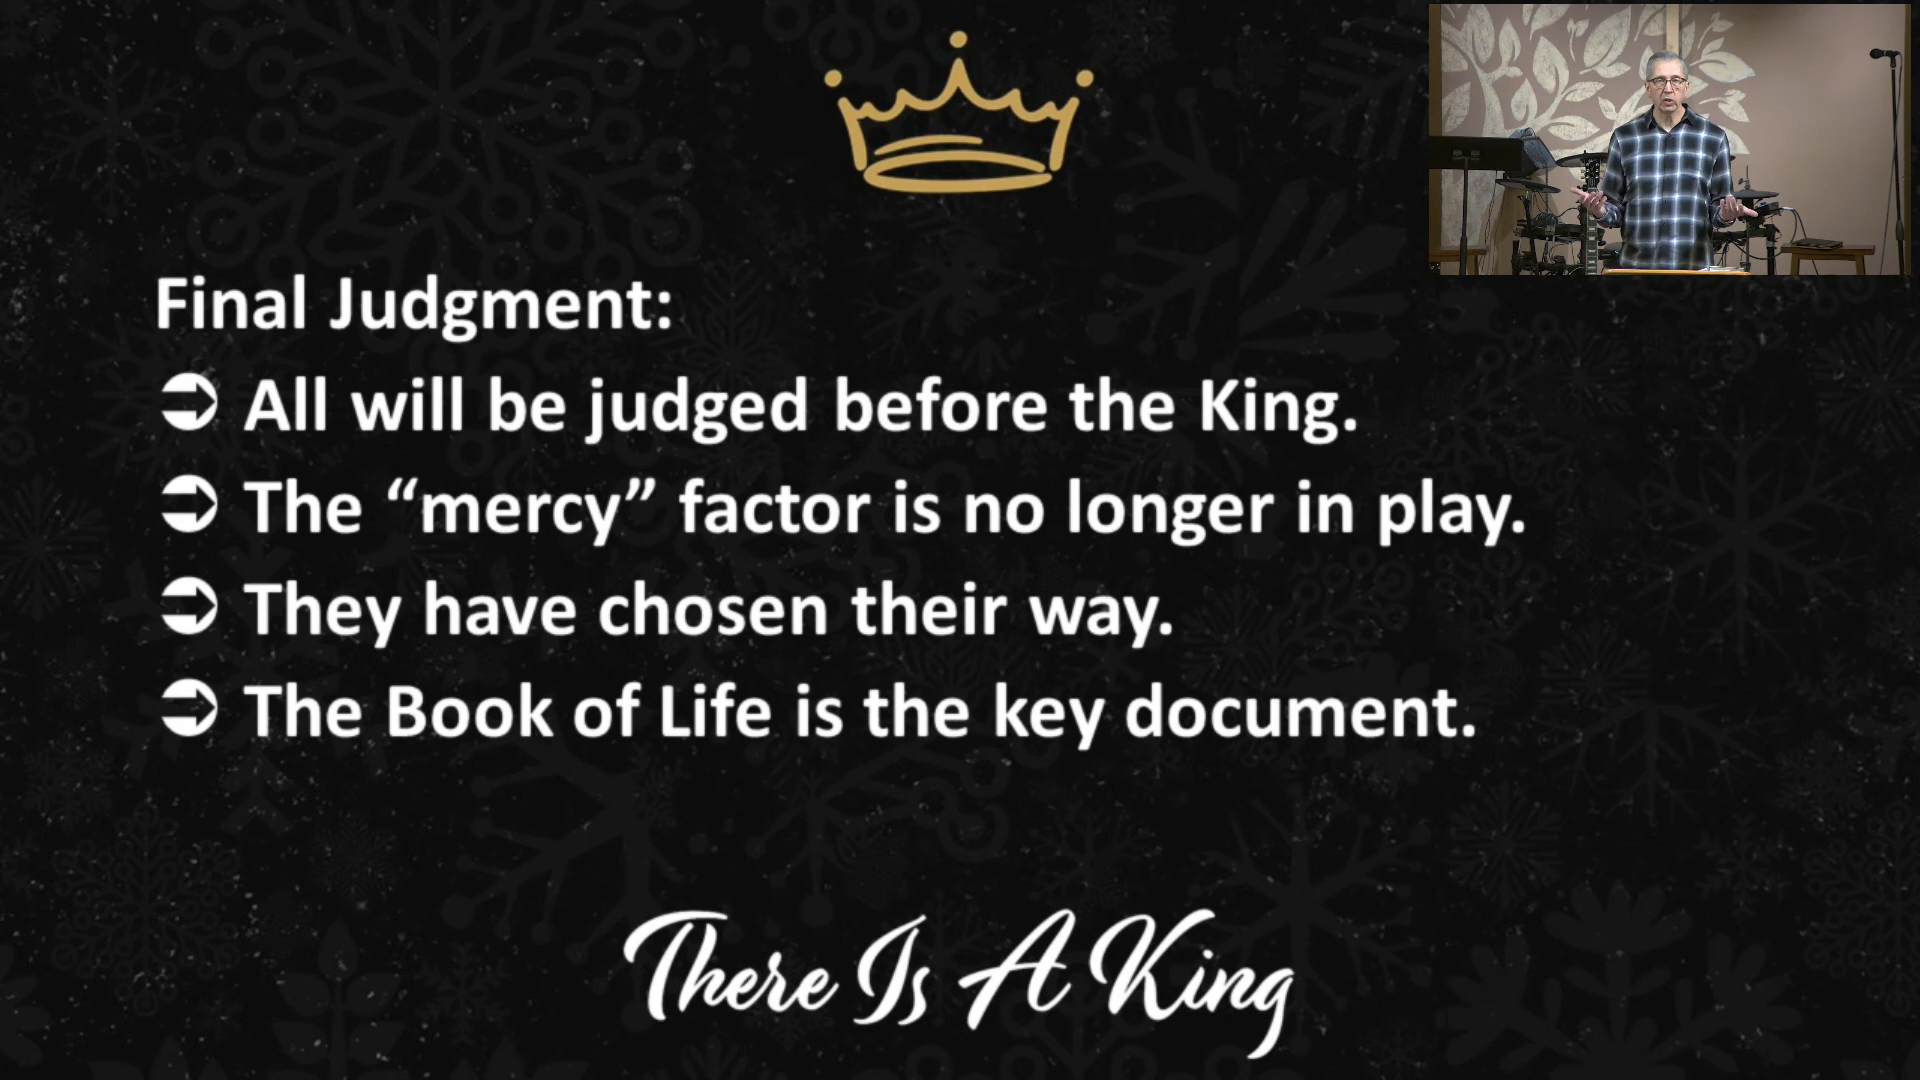 Final Judgment:
➲ All will be judged before the King.
➲ The “mercy” factor is no longer in play.
➲ They have chosen their way.
➲ The Book of Life is the key document.
There Is A King